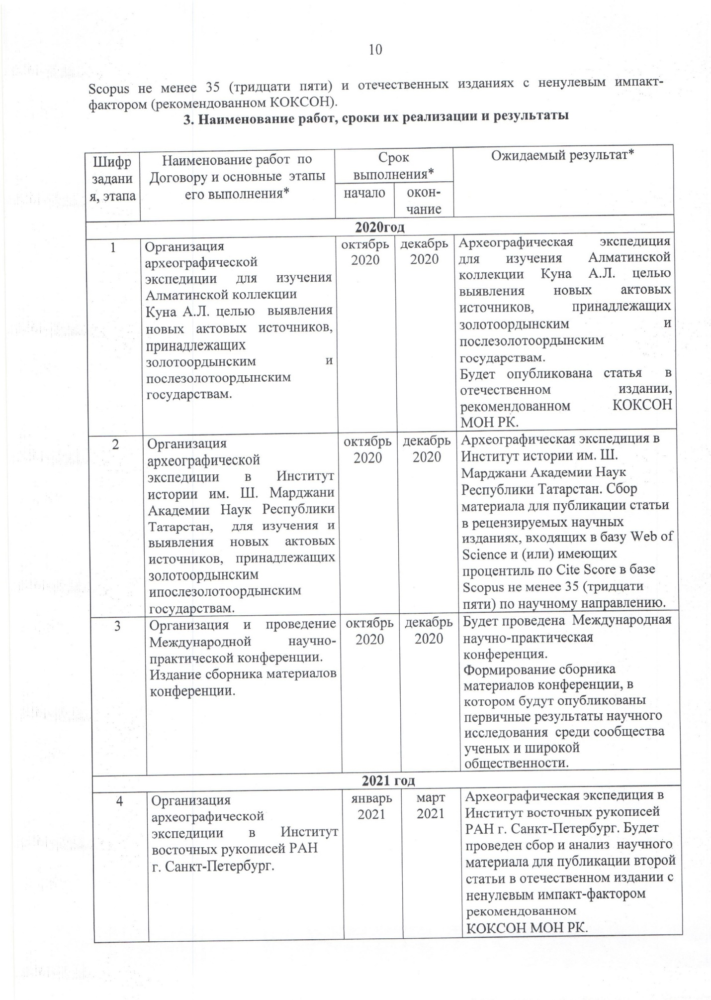 10
Scopus не менее 35 (тридцати пяти) и отечественных изданиях с ненулевым импакт-
фактором (рекомендованном КОКСОН).
3. Наименование работ, сроки их реализации и результаты
Шифр
задани
я, этапа
Наименование работ по
Договору и основные этапы
его выполнения*
Срок
выполнения*
начало
окон-
чание
Ожидаемый результат*
2020год
1
Организация
археографической
экспедиции для изучения
Алматинской коллекции
Куна А.Л. целью выявления
новых актовых источников,
принадлежащих
золотоордынским и
послезолотоордынским
государствам.
октябрь
2020
декабрь
2020
Археографическая экспедиция
для изучения Алматинской
коллекции Куна А.Л. целью
выявления новых актовых
источников, принадлежащих
золотоордынским и
послезолотоордынским
государствам.
Будет опубликована статья в
отечественном издании,
рекомендованном КОКСОН
МОН РК.
2
Организация
археографической
экспедиции в Институт
истории им. Ш. Марджани
Академии Наук Республики
Татарстан, для изучения и
выявления новых актовых
источников, принадлежащих
золотоордынским
ипослезолотоордынским
государствам.
октябрь
2020
декабрь
2020
Археографическая экспедиция в
Институт истории им. Ш.
Марджани Академии Наук
Республики Татарстан. Сбор
материала для публикации статьи
в рецензируемых научных
изданиях, входящих в базу Web of
Science и (или) имеющих
процентиль по Cite Score в базе
Scopus не менее 35 (тридцати
пяти) по научному направлению.
3
Организация и проведение
Международной научно-
практической конференции.
Издание сборника материалов
конференции.
октябрь
2020
декабрь
2020
Будет проведена Международная
научно-практическая
конференция.
Формирование сборника
материалов конференции, в
котором будут опубликованы
первичные результаты научного
исследования среди сообщества
ученых и широкой
общественности.
2021 год
4
Организация
археографической
экспедиции в Институт
восточных рукописей РАН
г. Санкт-Петербург.
январь
2021
март
2021
Археографическая экспедиция в
Институт восточных рукописей
РАН г. Санкт-Петербург. Будет
проведен сбор и анализ научного
материала для публикации второй
статьи в отечественном издании с
ненулевым импакт-фактором
рекомендованном
КОКСОН МОН РК.